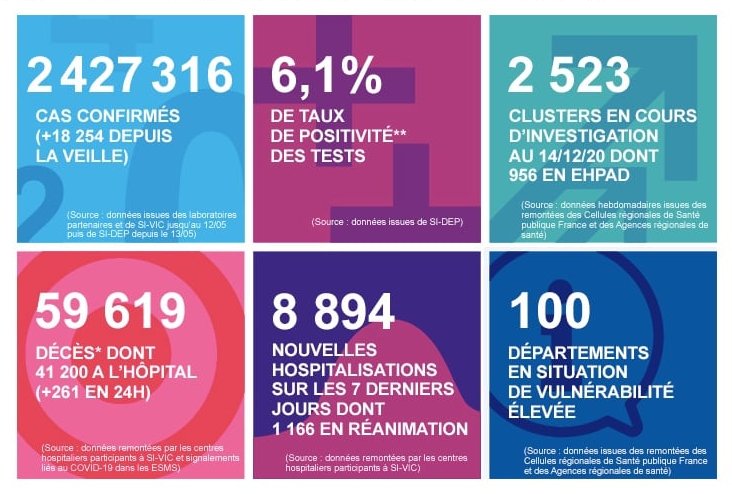 2 427 316
CAS CONFIRMÉS
(+18 254 DEPUIS
LA VEILLE)
(Source : données issues des laboratoires
partenaires et de SI-VIC jusqu'au 12/05
puis de SI-DEP depuis le 13/05)
6,1%
DE TAUX
DE POSITIVITÉ**
DES TESTS
(Source : données issues de SI-DEP)
2 523
CLUSTERS EN COURS
D'INVESTIGATION
AU 14/12/20 DONT
956 EN EHPAD
(Source : données hebdomadaires issues des
remontées des Cellules régionales de Santé
publique France et des Agences régionales de
santé)
59 619
DÉCÈS* DONT
41 200 A L'HÔPITAL
(+261 EN 24H)
(Source : données remontées par les centres
hospitaliers participants à SI-VIC et signalements
liés au COVID-19 dans les ESMS)
8 894
NOUVELLES
HOSPITALISATIONS
SUR LES 7 DERNIERS
JOURS DONT
1 166 EN RÉANIMATION
(Source : données remontées par les centres
hospitaliers participants à SI-VIC)
100
DÉPARTEMENTS
EN SITUATION
DE VULNÉRABILITÉ
ÉLEVÉE
(Source : données issues des remontées des
Cellules régionales de Santé publique France
et des Agences régionales de santé)